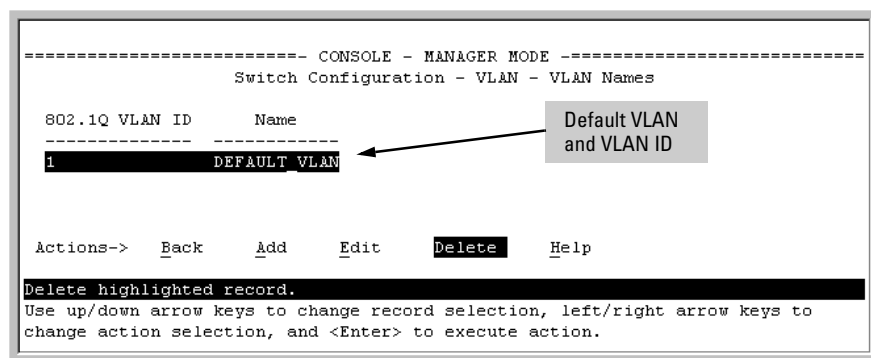 ===========================- CONSOLE - MANAGER MODE -============================
Switch Configuration - VLAN - VLAN Names
802.1Q VLAN ID Name
-------------- ------------
1 DEFAULT_VLAN
Default VLAN
and VLAN ID
Actions-> Back Add Edit Delete Help
Delete highlighted record.
Use up/down arrow keys to change record selection, left/right arrow keys to
change action selection, and <Enter> to execute action.